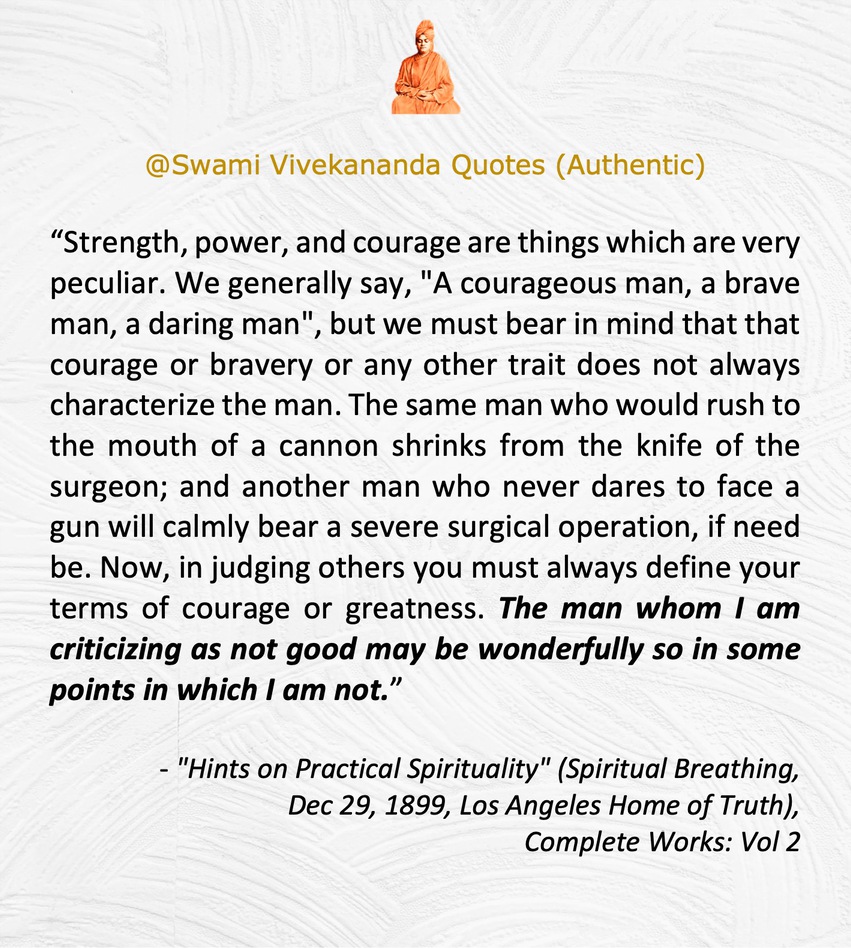 @Swami Vivekananda Quotes (Authentic)
“Strength, power, and courage are things which are very
peculiar. We generally say, "A courageous man, a brave
man, a daring man", but we must bear in mind that that
courage or bravery or any other trait does not always
characterize the man. The same man who would rush to
the mouth of a cannon shrinks from the knife of the
surgeon; and another man who never dares to face a
gun will calmly bear a severe surgical operation, if need
be. Now, in judging others you must always define your
terms of courage or greatness. The man whom I am
criticizing as not good may be wonderfully so in some
points in which I am not.”
- "Hints on Practical Spirituality" (Spiritual Breathing,
Dec 29, 1899, Los Angeles Home of Truth),
Complete Works: Vol 2